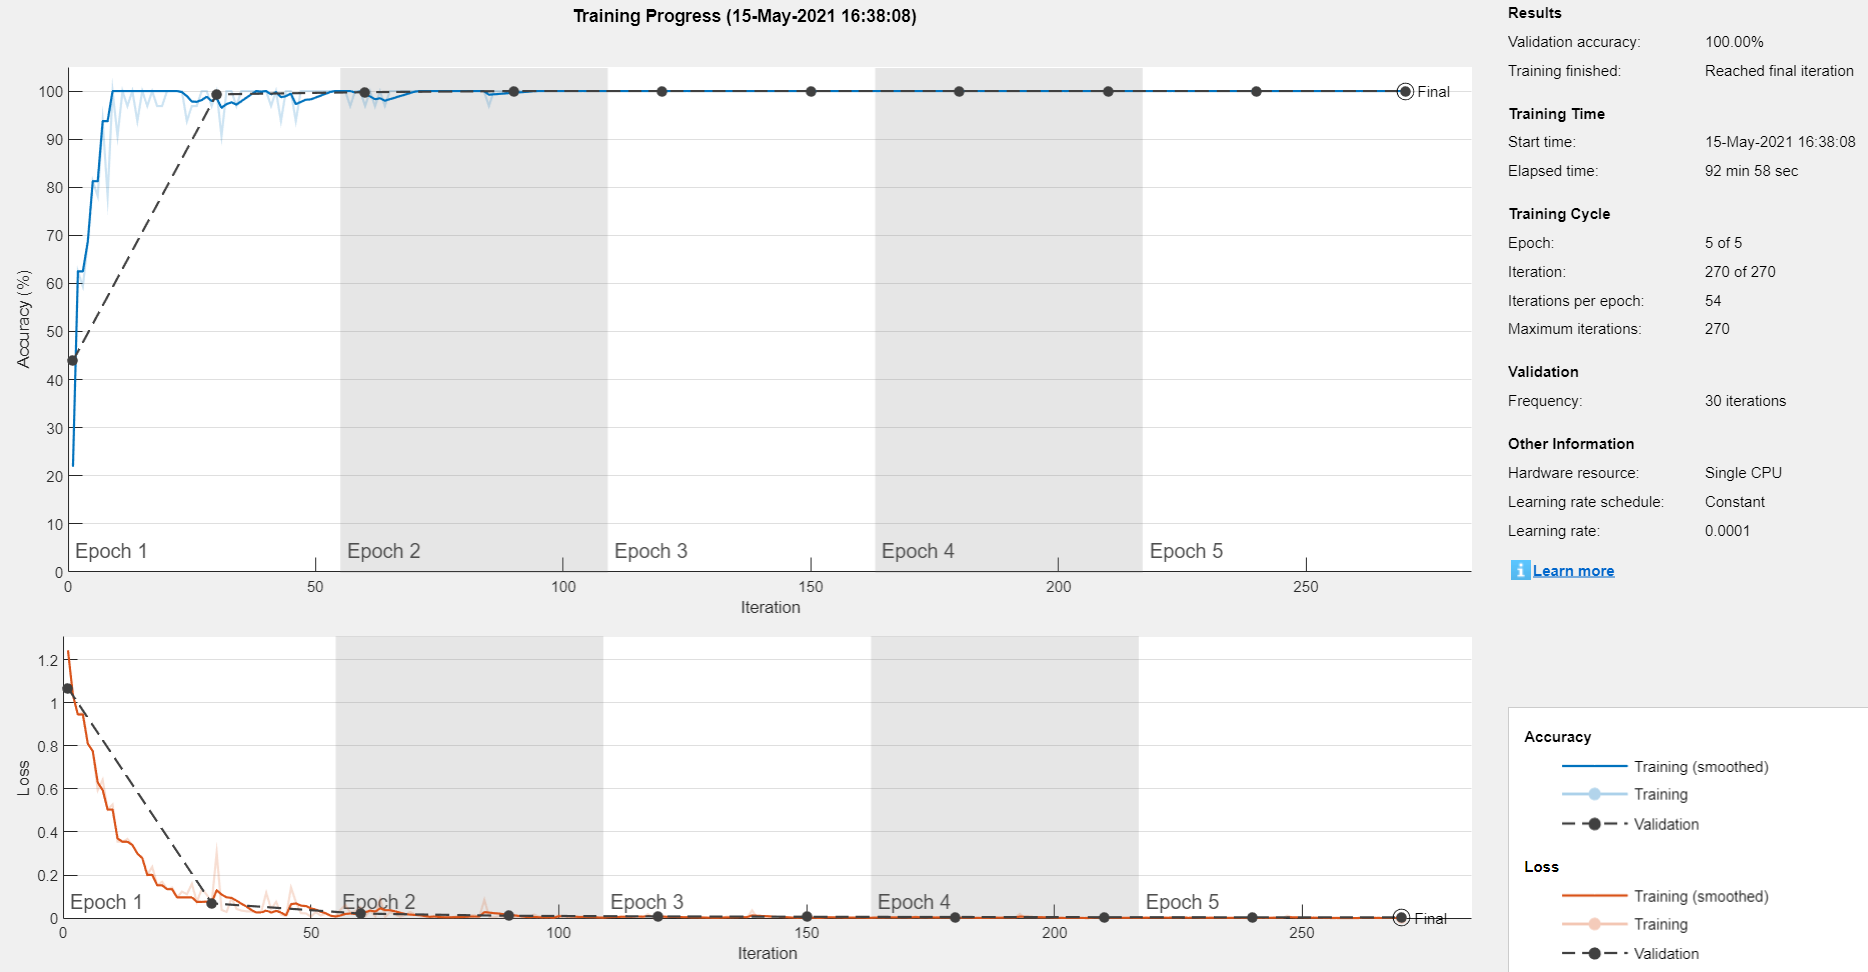 Training Progress (15-May-2021 16:38:08)
Accuracy (%)
100
90
80
70
60
50
40
30
20
10
0
Final
Epoch 1
Epoch 2
Epoch 3
Epoch 4
Epoch 5
0
50
100
150
200
250
Iteration
Loss
1.2
1
0.8
0.6
0.4
0.2
0
Epoch 1
Epoch 2
Epoch 3
Epoch 4
Epoch 5
Final
0
50
100
150
200
250
Iteration
Results
Validation accuracy: 100.00%
Training finished: Reached final iteration
Training Time
Start time: 15-May-2021 16:38:08
Elapsed time: 92 min 58 sec
Training Cycle
Epoch: 5 of 5
Iteration: 270 of 270
Iterations per epoch: 54
Maximum iterations: 270
Validation
Frequency: 30 iterations
Other Information
Hardware resource: Single CPU
Learning rate schedule: Constant
Learning rate: 0.0001
i Learn more
Accuracy
Training (smoothed)
Training
Validation
Loss
Training (smoothed)
Training
Validation